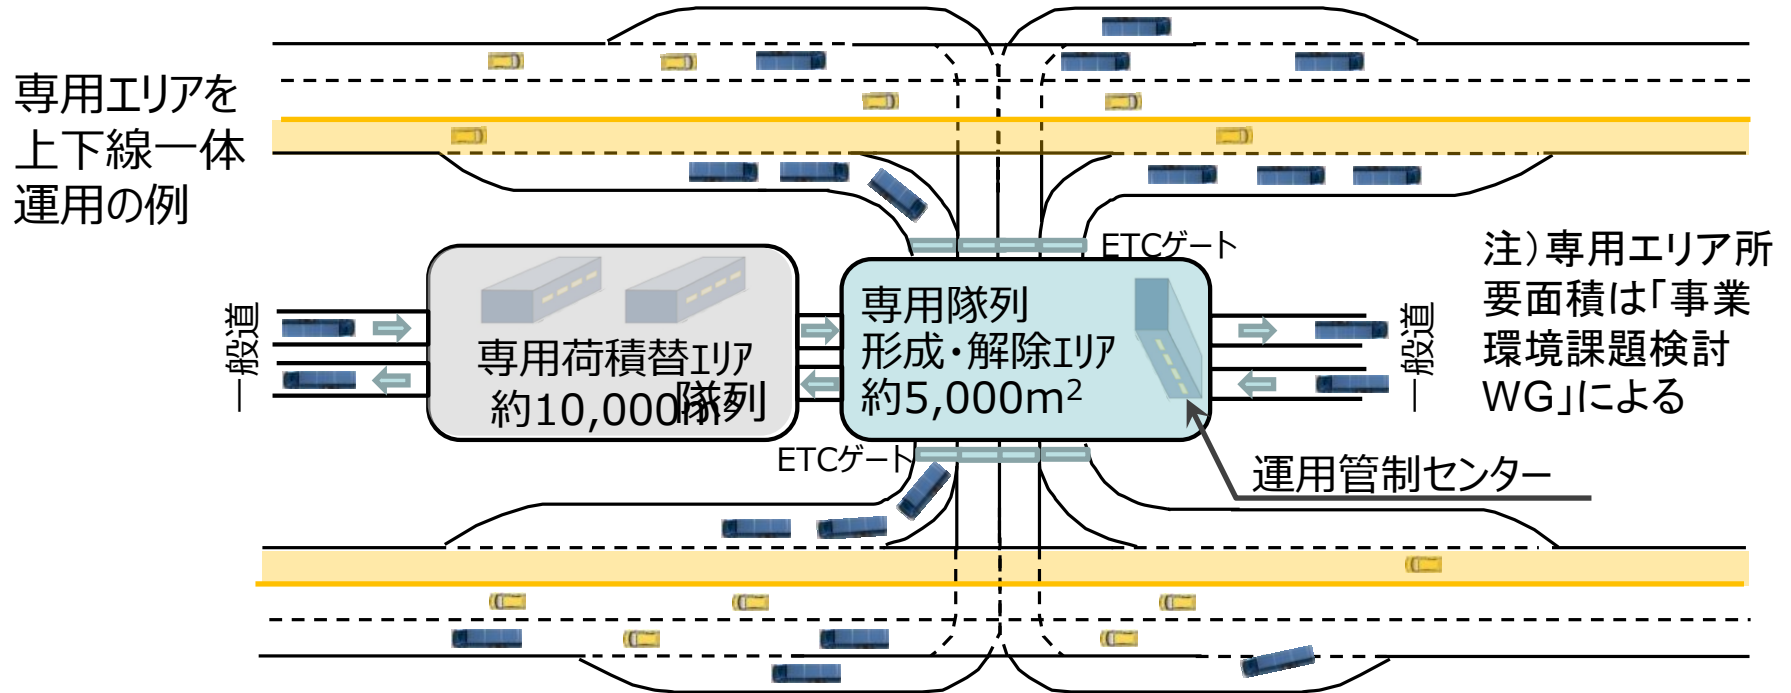 専用エリアを
上下線一体
運用の例
ETCゲート
注）専用エリア所
要面積は「事業
環境課題検討
WG」による
一般道
専用荷積替エリア
約10,000m²
隊列
専用隊列
形成・解除エリア
約5,000m²
一般道
ETCゲート
運用管制センター